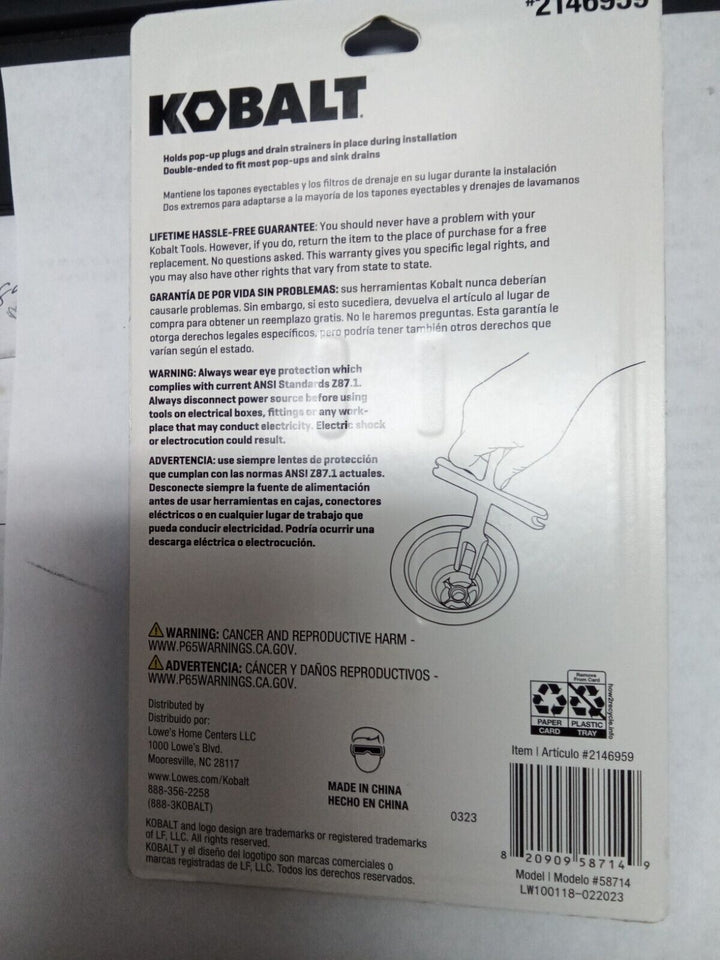 #2146959
KOBALT
Holds pop-up plugs and drain strainers in place during installation
Double-ended to fit most pop-ups and sink drains
Mantiene los tapones eyectables y los filtros de drenaje en su lugar durante la instalación
Dos extremos para adaptarse a la mayoría de los tapones eyectables y drenajes de lavamanos
LIFETIME HASSLE-FREE GUARANTEE: You should never have a problem with your
Kobalt Tools. However, if you do, return the item to the place of purchase for a free
replacement. No questions asked. This warranty gives you specific legal rights, and
you may also have other rights that vary from state to state.
GARANTÍA DE POR VIDA SIN PROBLEMAS: sus herramientas Kobalt nunca deberían
causarle problemas. Sin embargo, si esto sucediera, devuelva el artículo al lugar de
compra para obtener un reemplazo gratis. No le haremos preguntas. Esta garantía le
otorga derechos legales específicos, pero podría tener también otros derechos que
varían según el estado.
WARNING: Always wear eye protection which
complies with current ANSI Standards Z87.1.
Always disconnect power source before using
tools on electrical boxes, fittings or any work-
place that may conduct electricity. Electric shock
or electrocution could result.
ADVERTENCIA: use siempre lentes de protección
que cumplan con las normas ANSI Z87.1 actuales.
Desconecte siempre la fuente de alimentación
antes de usar herramientas en cajas, conectores
eléctricos o en cualquier lugar de trabajo que
pueda conducir electricidad. Podría ocurrir una
descarga eléctrica o electrocución.
WARNING: CANCER AND REPRODUCTIVE HARM -
WWW.P65WARNINGS.CA.GOV.
ADVERTENCIA: CÁNCER Y DAÑOS REPRODUCTIVOS -
WWW.P65WARNINGS.CA.GOV.
Distributed by
Distribuido por:
Lowe's Home Centers LLC
1000 Lowe's Blvd.
Mooresville, NC 28117
www.Lowes.com/Kobalt
888-356-2258
(888-3KOBALT)
MADE IN CHINA
HECHO EN CHINA
KOBALT and logo design are trademarks or registered trademarks
of LF, LLC. All rights reserved.
KOBALT y el diseño del logotipo son marcas comerciales o
marcas registradas de LF, LLC. Todos los derechos reservados.
0323
Remove
From Card
PAPER
CARD
PLASTIC
TRAY
how2recycle.info
Item | Artículo #2146959
8 20909 58714 9
Model | Modelo #58714
LW100118-022023